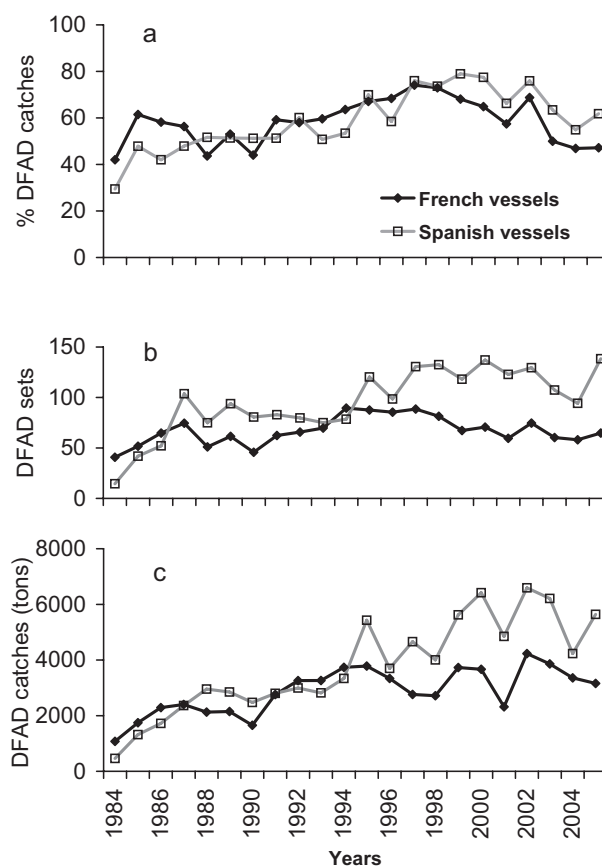 a
% DFAD catches
100
80
60
40
20
0
French vessels
Spanish vessels
b
DFAD sets
150
100
50
0
c
DFAD catches (tons)
8000
6000
4000
2000
0
1984
1986
1988
1990
1992
1994
1996
1998
2000
2002
2004
Years